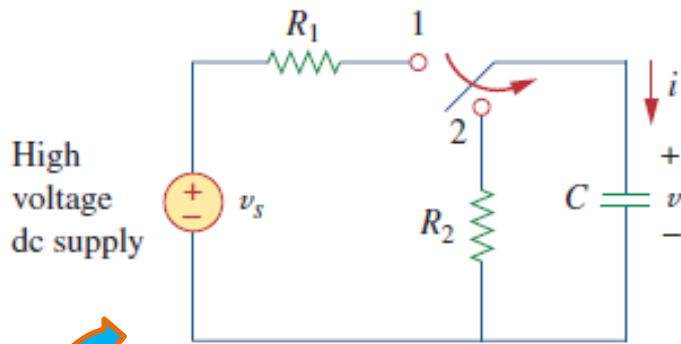 R1
1
2
i
High
voltage
dc supply
+
−
vs
R2
C
+
v
−